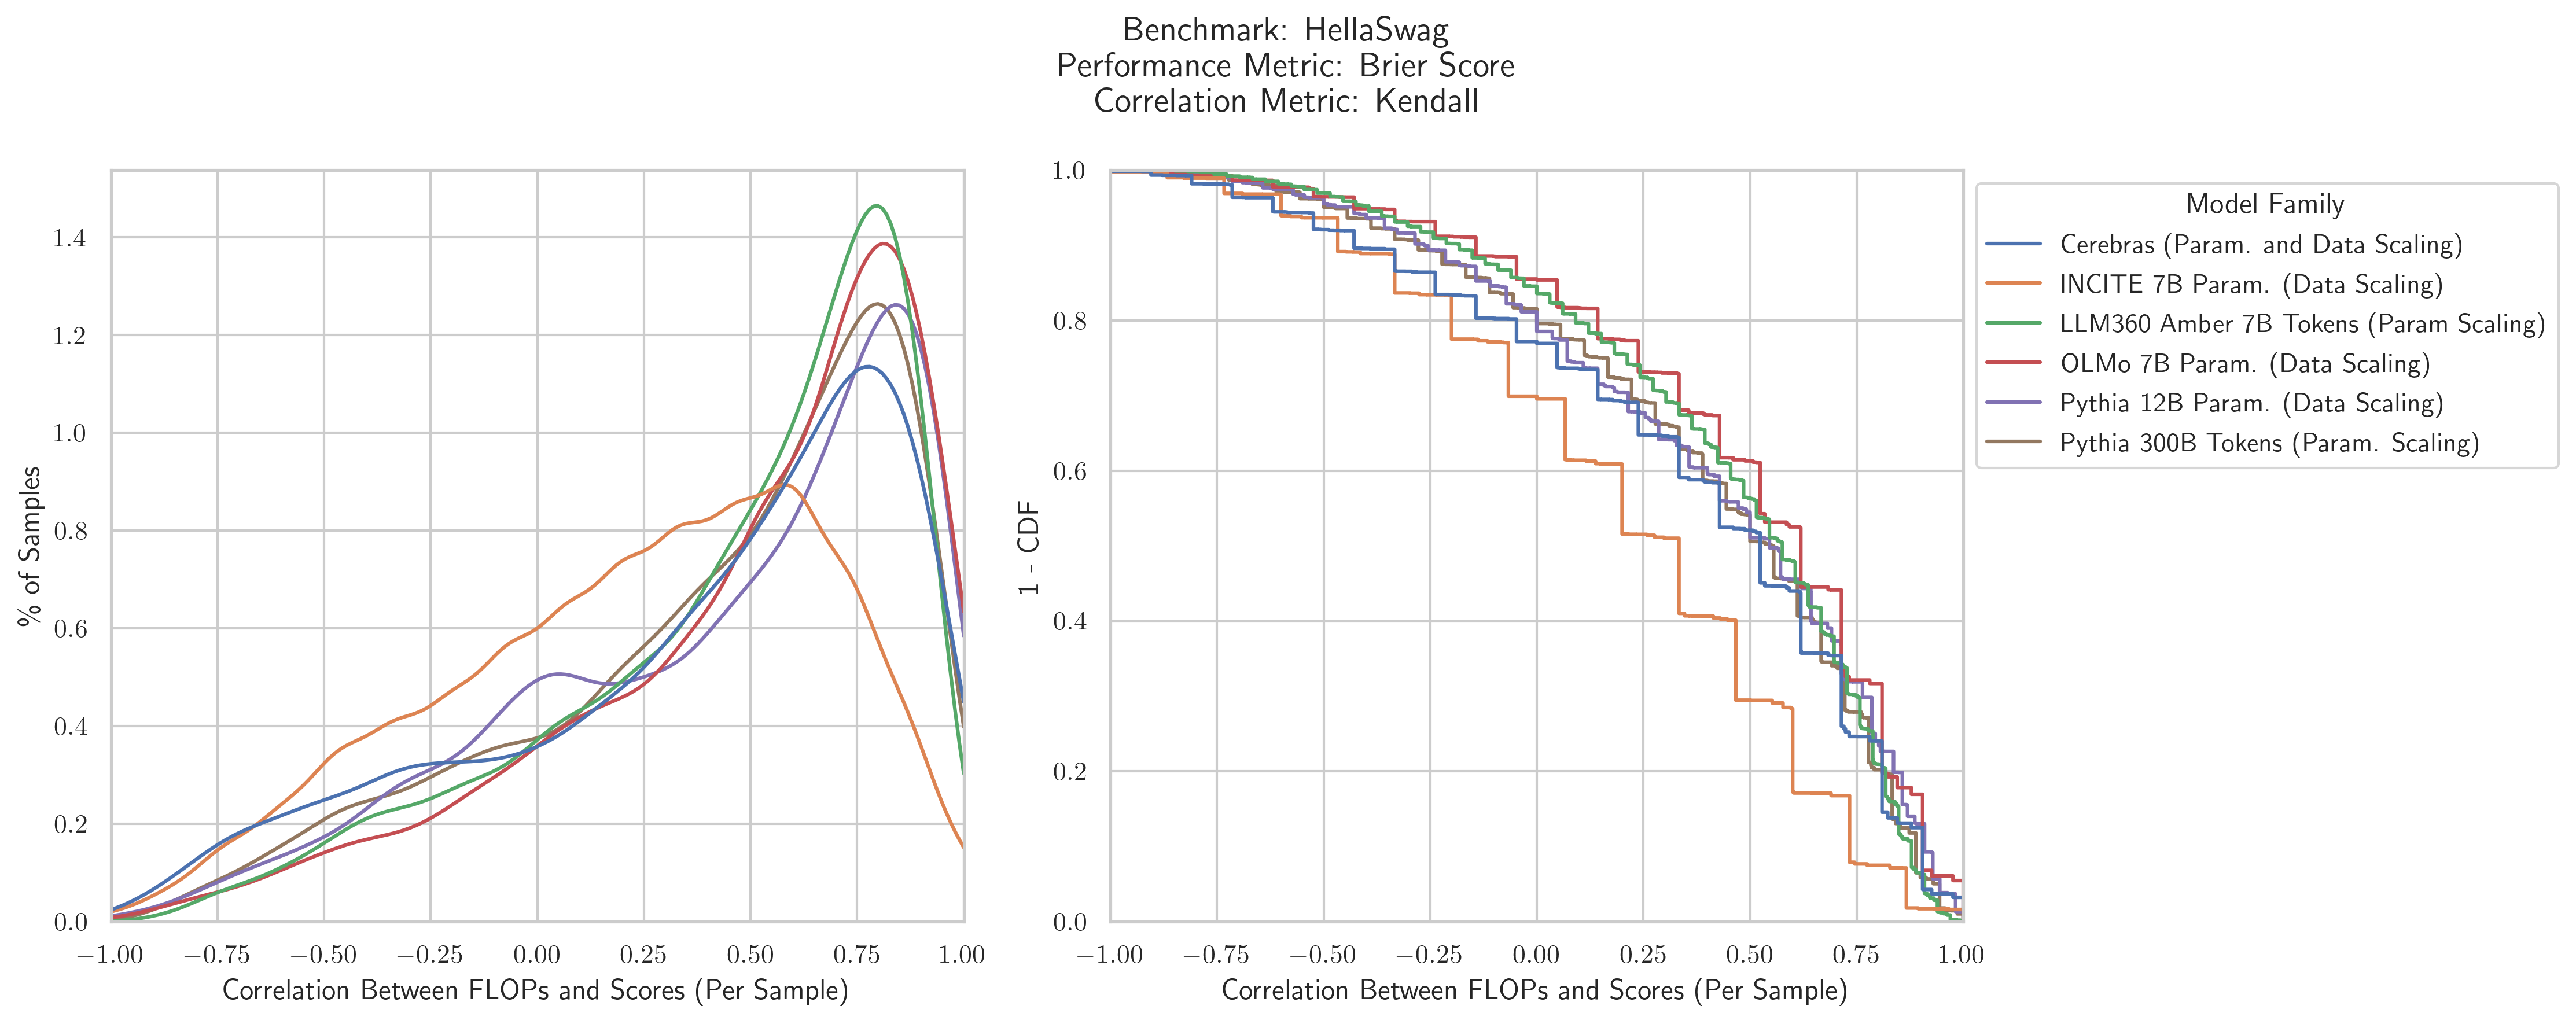 Benchmark: HellaSwag
Performance Metric: Brier Score
Correlation Metric: Kendall
% of Samples
1.4
1.2
1.0
0.8
0.6
0.4
0.2
0.0
−1.00 −0.75 −0.50 −0.25 0.00 0.25 0.50 0.75 1.00
Correlation Between FLOPs and Scores (Per Sample)
1 - CDF
1.0
0.8
0.6
0.4
0.2
0.0
−1.00 −0.75 −0.50 −0.25 0.00 0.25 0.50 0.75 1.00
Correlation Between FLOPs and Scores (Per Sample)
Model Family
Cerebras (Param. and Data Scaling)
INCITE 7B Param. (Data Scaling)
LLM360 Amber 7B Tokens (Param Scaling)
OLMo 7B Param. (Data Scaling)
Pythia 12B Param. (Data Scaling)
Pythia 300B Tokens (Param. Scaling)